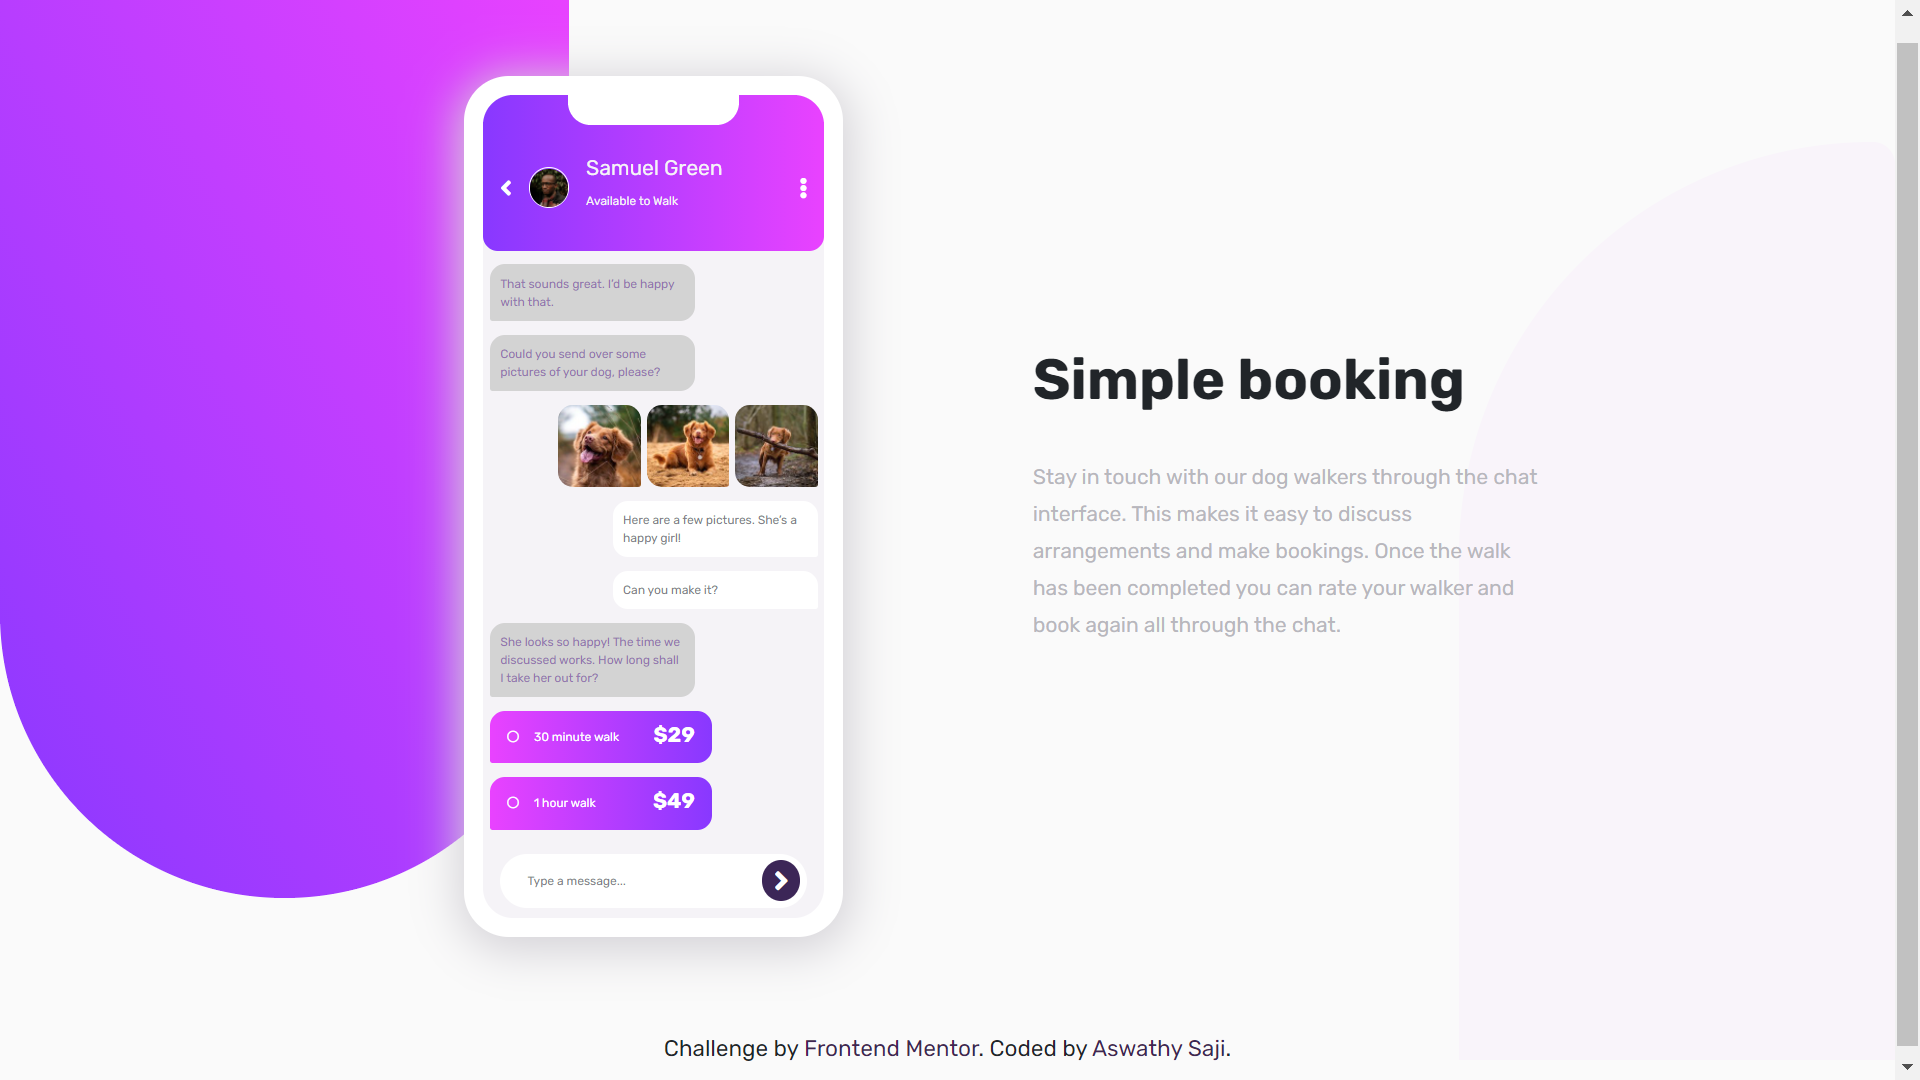 Samuel Green
Available to Walk
That sounds great. I'd be happy
with that.
Could you send over some
pictures of your dog, please?
Here are a few pictures. She's a
happy girl!
Can you make it?
She looks so happy! The time we
discussed works. How long shall
I take her out for?
30 minute walk $29
1 hour walk $49
Type a message...
Simple booking
Stay in touch with our dog walkers through the chat
interface. This makes it easy to discuss
arrangements and make bookings. Once the walk
has been completed you can rate your walker and
book again all through the chat.
Challenge by Frontend Mentor. Coded by Aswathy Saji.